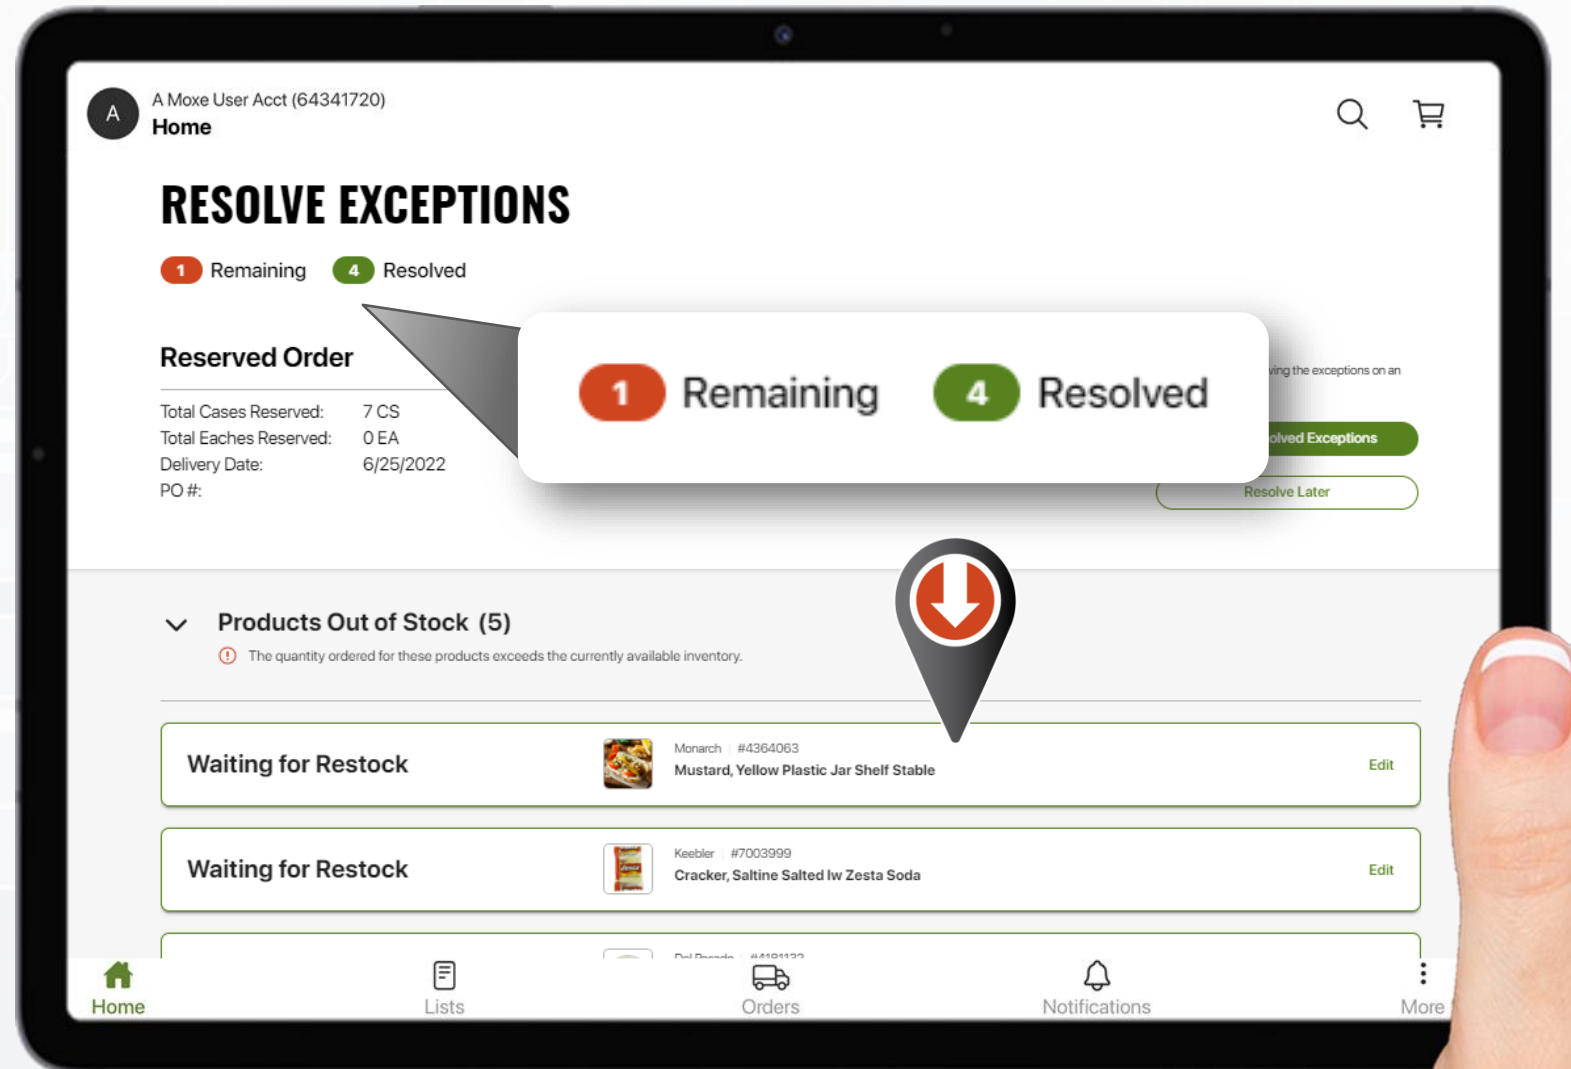 A
A Moxe User Acct (64341720)
Home
RESOLVE EXCEPTIONS
1 Remaining 4 Resolved
1 Remaining 4 Resolved
Reserved Order
the exceptions on an
Total Cases Reserved: 7 CS
Total Eaches Reserved: 0 EA
Exceptions
Delivery Date: 6/25/2022
PO #:
Resolve Later
Products Out of Stock (5)
The quantity ordered for these products exceeds the currently available inventory.
Waiting for Restock
Monarch #4364063
Mustard, Yellow Plastic Jar Shelf Stable
Edit
Waiting for Restock
Keebler #7003999
Cracker, Saltine Salted Iw Zesta Soda
Edit
Home
Lists
Orders
Notifications
More